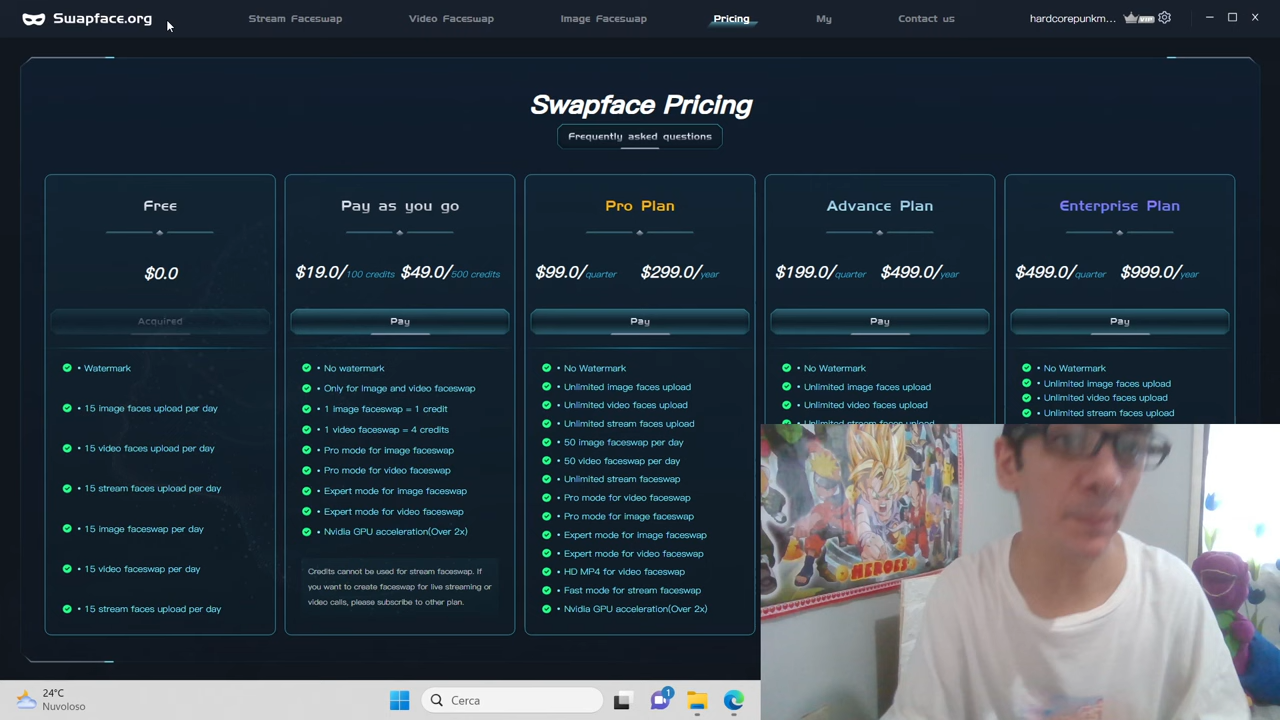 Swapface.org
Stream Faceswap
Video Faceswap
Image Faceswap
Pricing
My
Contact us
hardcorepunkm...
VIP
Swapface Pricing
Frequently asked questions
Free
$0.0
Acquired
• Watermark
• 15 image faces upload per day
• 15 video faces upload per day
• 15 stream faces upload per day
• 15 image faceswap per day
• 15 video faceswap per day
• 15 stream faces upload per day
Pay as you go
$19.0/100 credits $49.0/500 credits
Pay
• No watermark
• Only for image and video faceswap
• 1 image faceswap = 1 credit
• 1 video faceswap = 4 credits
• Pro mode for image faceswap
• Pro mode for video faceswap
• Expert mode for image faceswap
• Expert mode for video faceswap
• Nvidia GPU acceleration(Over 2x)
Credits cannot be used for stream faceswap. If
you want to create faceswap for live streaming or
video calls, please subscribe to other plan.
Pro Plan
$99.0/quarter $299.0/year
Pay
• No Watermark
• Unlimited image faces upload
• Unlimited video faces upload
• Unlimited stream faces upload
• 50 image faceswap per day
• 50 video faceswap per day
• Unlimited stream faceswap
• Pro mode for video faceswap
• Pro mode for image faceswap
• Expert mode for image faceswap
• Expert mode for video faceswap
• HD MP4 for video faceswap
• Fast mode for stream faceswap
• Nvidia GPU acceleration(Over 2x)
Advance Plan
$199.0/quarter $499.0/year
Pay
• No Watermark
• Unlimited image faces upload
• Unlimited video faces upload
• Unlimited stream faces upload
Enterprise Plan
$499.0/quarter $999.0/year
Pay
• No Watermark
• Unlimited image faces upload
• Unlimited video faces upload
• Unlimited stream faces upload
HEROES
24°C
Nuvoloso
Cerca
1